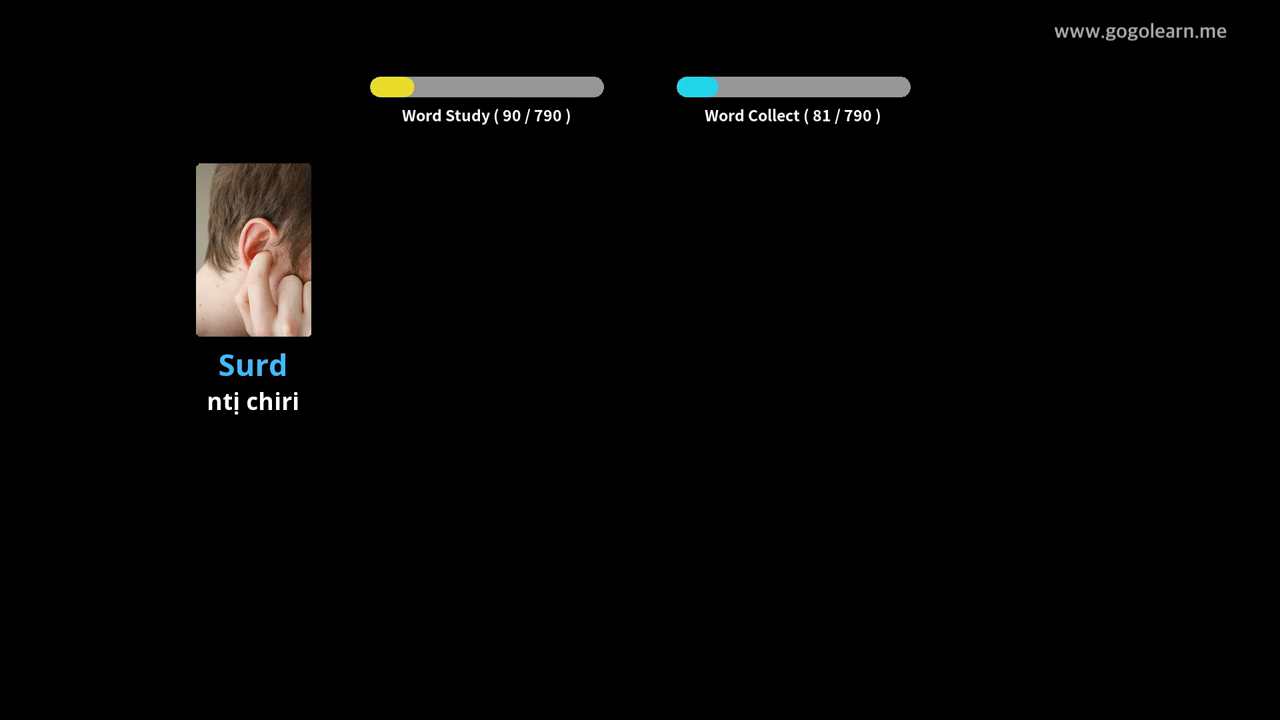 www.gogolearn.me
Word Study ( 90 / 790 )
Word Collect ( 81 / 790 )
Surd
ntị chiri